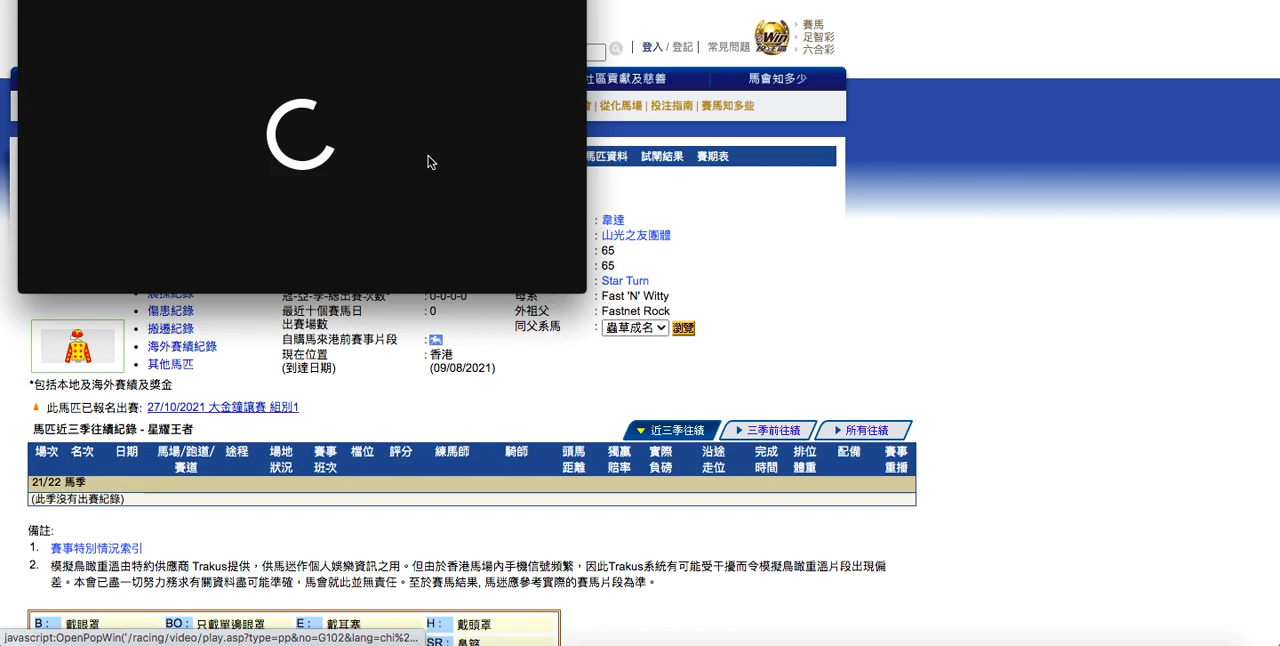 登入 / 登記 | 常見問題
賽馬
足智彩
六合彩
社區貢獻及慈善
馬會知多少
| 從化馬場 | 投注指南 | 賽馬知多些
馬匹資料 試閘結果 賽期表
: 韋達
: 山光之友團體
: 65
: 65
: Star Turn
: Fast 'N' Witty
外祖父 : Fastnet Rock
同父系馬 : 蟲草成名 瀏覽
傷患紀錄
搬遷紀錄
海外賽績紀錄
其他馬匹
: 0-0-0-0
最近十個賽馬日 : 0
出賽場數
自購馬來港前賽事片段 :
現在位置 : 香港
(到達日期) (09/08/2021)
*包括本地及海外賽績及獎金
此馬匹已報名出賽: 27/10/2021 大金鐘讓賽 組別1
馬匹近三季往績紀錄 - 星耀王者
近三季往績 三季前往績 所有往績
場次 名次 日期 馬場/跑道/ 途程 場地 賽事 檔位 評分 練馬師 騎師 頭馬 獨贏 實際 沿途 完成 排位 配備 賽事
賽道 狀況 班次 距離 賠率 負磅 走位 時間 體重 重播
21/22 馬季
(此季沒有出賽紀錄)
備註:
1. 賽事特別情況索引
2. 模擬鳥瞰重溫由特約供應商 Trakus提供，供馬迷作個人娛樂資訊之用。但由於香港馬場內手機信號頻繁，因此Trakus系統有可能受干擾而令模擬鳥瞰重溫片段出現偏
差。本會已盡一切努力務求有關資料盡可能準確，馬會就此並無責任。至於賽馬結果, 馬迷應參考實際的賽馬片段為準。
B : 戴眼罩 BO : 只戴單邊眼罩 E : 戴耳塞 H : 戴頭罩
SR : 鼻箍
javascript:OpenPopWin('/racing/video/play.asp?type=pp&no=G102&lang=chi%2...